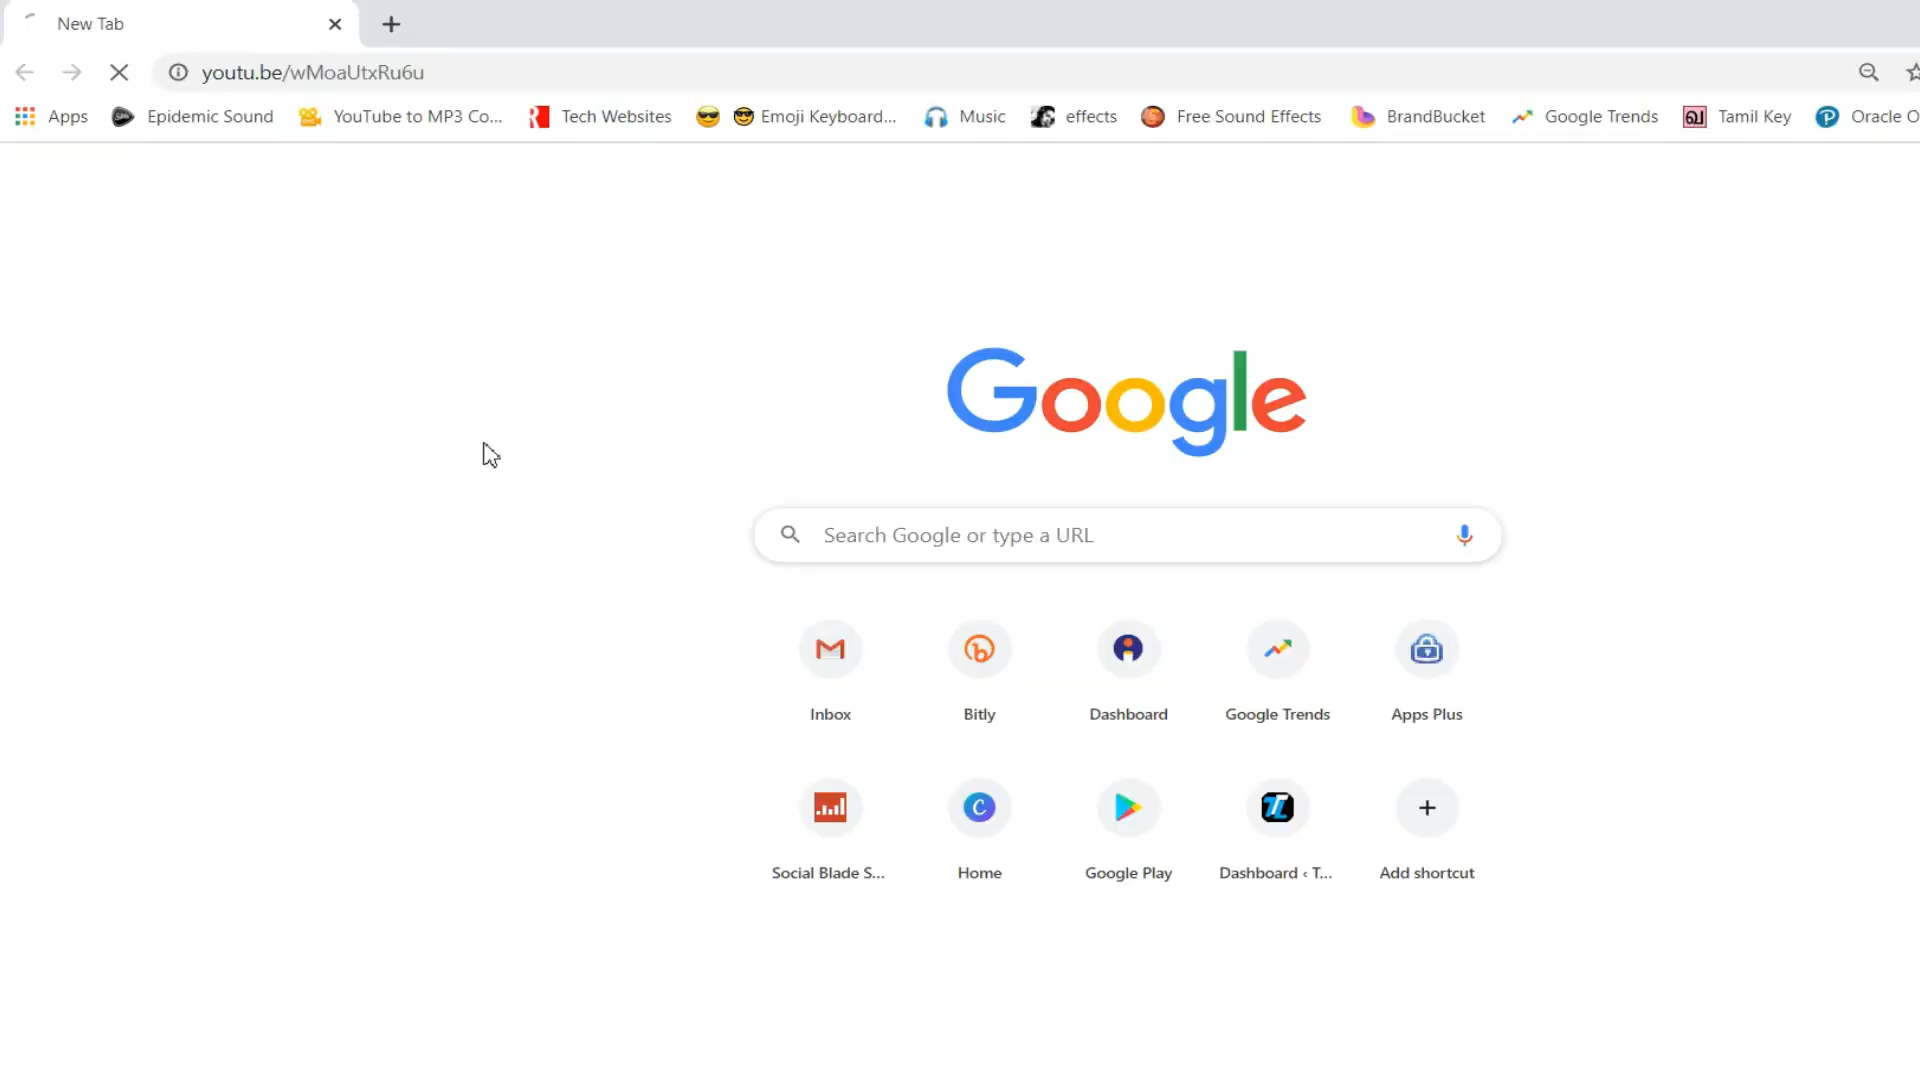 New Tab
youtu.be/wMoaUtxRu6u
Apps Epidemic Sound YouTube to MP3 Co... Tech Websites 😎 Emoji Keyboard... Music effects Free Sound Effects BrandBucket Google Trends Tamil Key Oracle O
Google
Search Google or type a URL
Inbox Bitly Dashboard Google Trends Apps Plus
Social Blade S... Home Google Play Dashboard ‹ T... Add shortcut